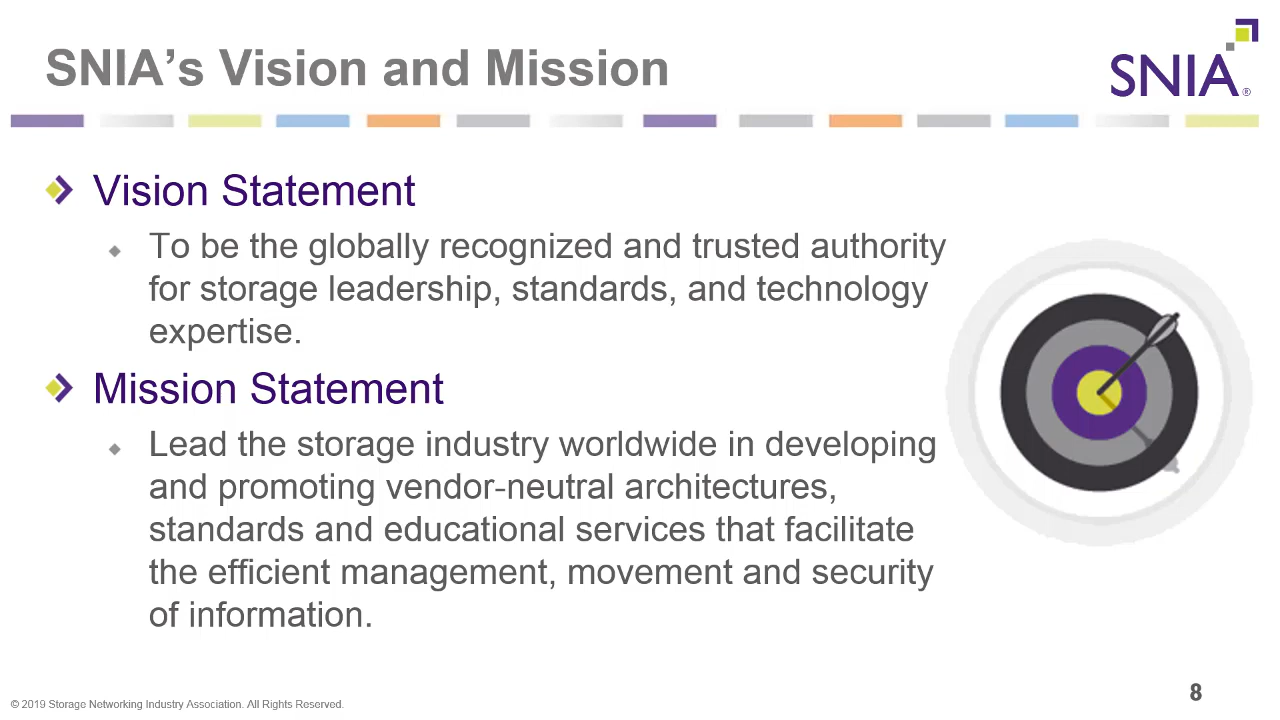 SNIA's Vision and Mission
SNIA®
Vision Statement
To be the globally recognized and trusted authority
for storage leadership, standards, and technology
expertise.
Mission Statement
Lead the storage industry worldwide in developing
and promoting vendor-neutral architectures,
standards and educational services that facilitate
the efficient management, movement and security
of information.
© 2019 Storage Networking Industry Association. All Rights Reserved.
8